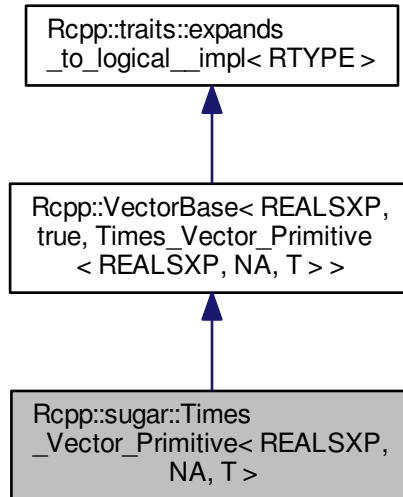 Rcpp::traits::expands
_to_logical__impl< RTYPE >
Rcpp::VectorBase< REALSXP,
true, Times_Vector_Primitive
< REALSXP, NA, T > >
Rcpp::sugar::Times
_Vector_Primitive< REALSXP,
NA, T >